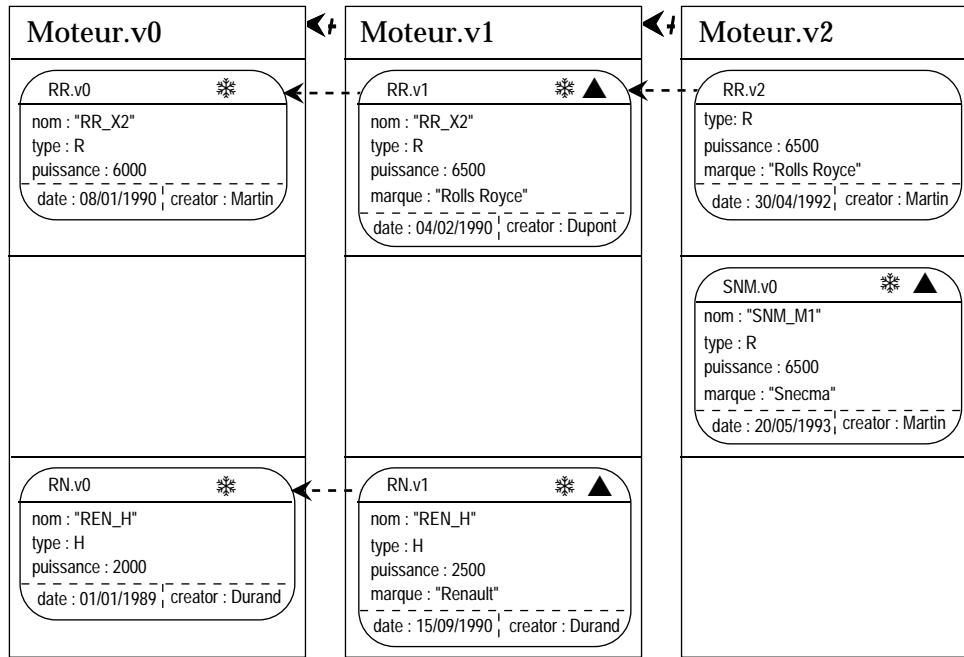 Moteur.v0
RR.v0
nom : "RR_X2"
type : R
puissance : 6000
date : 08/01/1990
creator : Martin
RN.v0
nom : "REN_H"
type : H
puissance : 2000
date : 01/01/1989
creator : Durand
Moteur.v1
RR.v1
nom : "RR_X2"
type : R
puissance : 6500
marque : "Rolls Royce"
date : 04/02/1990
creator : Dupont
RN.v1
nom : "REN_H"
type : H
puissance : 2500
marque : "Renault"
date : 15/09/1990
creator : Durand
Moteur.v2
RR.v2
type: R
puissance : 6500
marque : "Rolls Royce"
date : 30/04/1992
creator : Martin
SNM.v0
nom : "SNM_M1"
type : R
puissance : 6500
marque : "Snecma"
date : 20/05/1993
creator : Martin